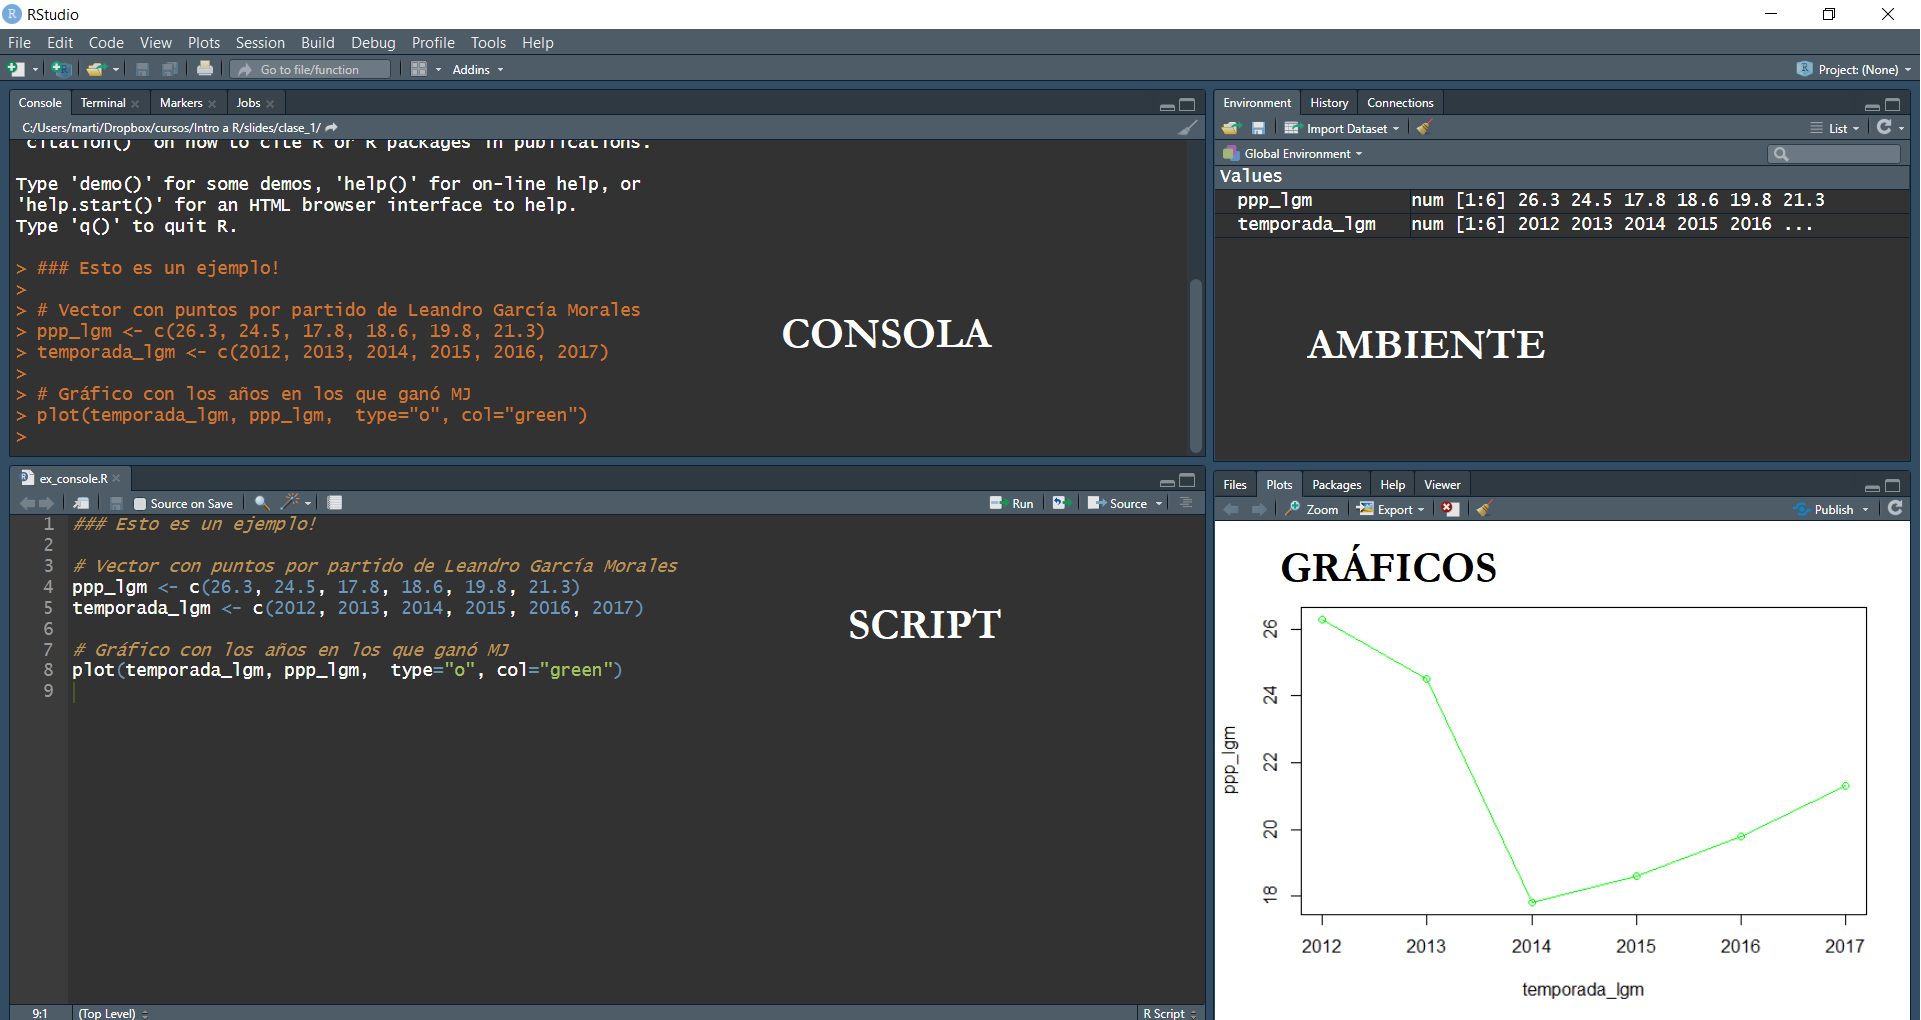 RStudio
File Edit Code View Plots Session Build Debug Profile Tools Help
Go to file/function Addins Project: (None)
Console Terminal Markers Jobs
C:/Users/marti/Dropbox/cursos/Intro a R/slides/clase_1/
'citation()' on how to cite R or R packages in publications.
Type 'demo()' for some demos, 'help()' for on-line help, or
'help.start()' for an HTML browser interface to help.
Type 'q()' to quit R.
> ### Esto es un ejemplo!
>
> # Vector con puntos por partido de Leandro García Morales
> ppp_lgm <- c(26.3, 24.5, 17.8, 18.6, 19.8, 21.3)
> temporada_lgm <- c(2012, 2013, 2014, 2015, 2016, 2017)
>
> # Gráfico con los años en los que ganó MJ
> plot(temporada_lgm, ppp_lgm,  type="o", col="green")
>
CONSOLA
Environment History Connections
Import Dataset List
Global Environment
Values
ppp_lgm num [1:6] 26.3 24.5 17.8 18.6 19.8 21.3
temporada_lgm num [1:6] 2012 2013 2014 2015 2016 ...
AMBIENTE
ex_console.R
Source on Save Run Source
1 ### Esto es un ejemplo!
2
3 # Vector con puntos por partido de Leandro García Morales
4 ppp_lgm <- c(26.3, 24.5, 17.8, 18.6, 19.8, 21.3)
5 temporada_lgm <- c(2012, 2013, 2014, 2015, 2016, 2017)
6
7 # Gráfico con los años en los que ganó MJ
8 plot(temporada_lgm, ppp_lgm,  type="o", col="green")
9
SCRIPT
9:1 (Top Level) R Script
Files Plots Packages Help Viewer
Zoom Export Publish
GRÁFICOS
26
24
22
20
18
ppp_lgm
2012 2013 2014 2015 2016 2017
temporada_lgm